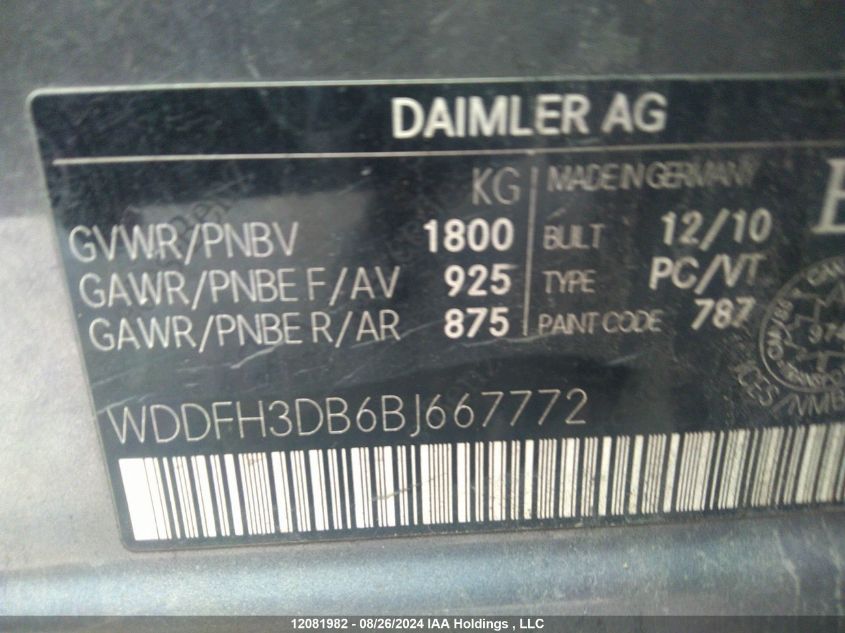 DAIMLER AG
KG MADE IN GERMANY
GVWR/PNBV 1800 BUILT 12/10
GAWR/PNBE F/AV 925 TYPE PC/VT
GAWR/PNBE R/AR 875 PAINT CODE 787
WDDFH3DB6BJ667772
12081982 - 08/26/2024 IAA Holdings , LLC